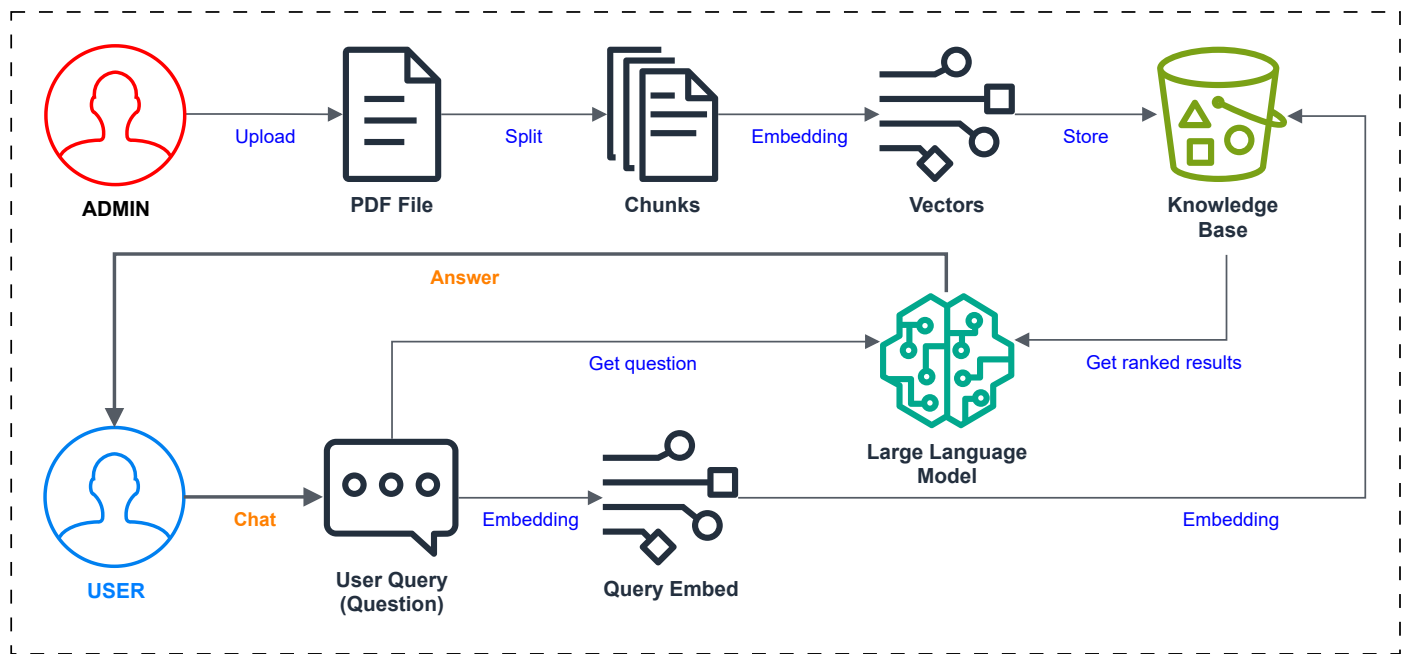 Upload
Split
Embedding
Store
ADMIN
PDF File
Chunks
Vectors
Knowledge
Base
Answer
Get question
Get ranked results
Large Language
Model
Chat
Embedding
Embedding
USER
User Query
(Question)
Query Embed